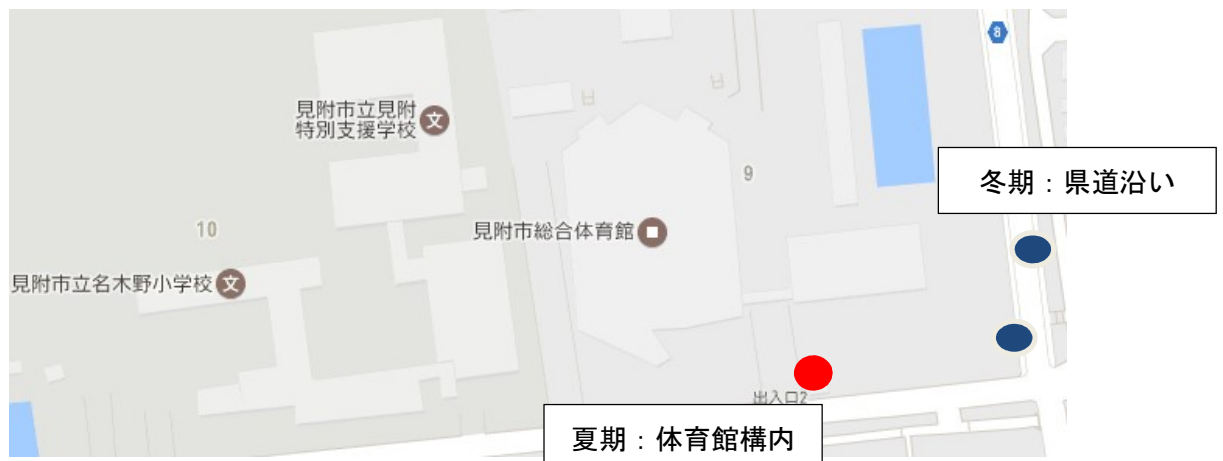 8
見附市立見附
特別支援学校
文
9
冬期：県道沿い
10
見附市総合体育館
見附市立名木野小学校
文
出入口2
夏期：体育館構内